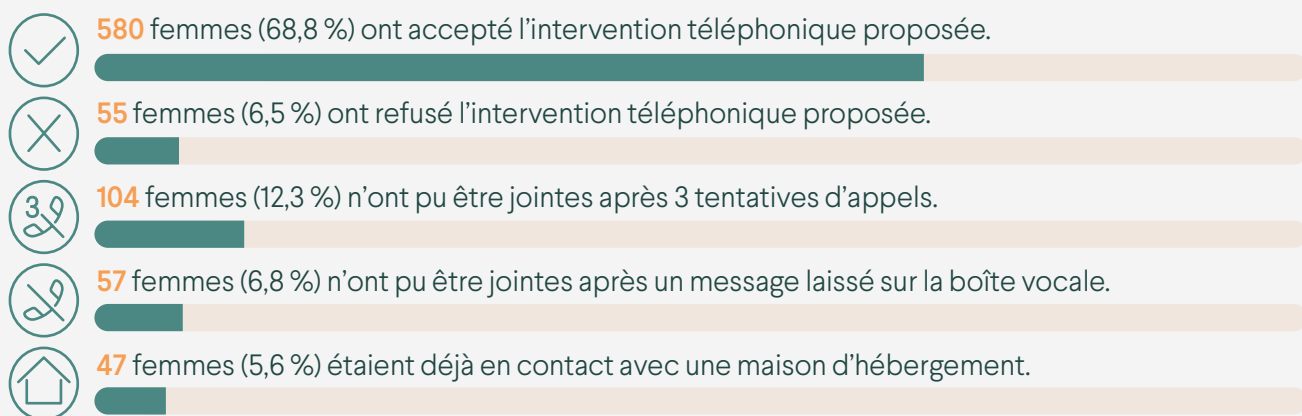 580 femmes (68,8 %) ont accepté l’intervention téléphonique proposée.
55 femmes (6,5 %) ont refusé l’intervention téléphonique proposée.
3
104 femmes (12,3 %) n’ont pu être jointes après 3 tentatives d’appels.
57 femmes (6,8 %) n’ont pu être jointes après un message laissé sur la boîte vocale.
47 femmes (5,6 %) étaient déjà en contact avec une maison d’hébergement.